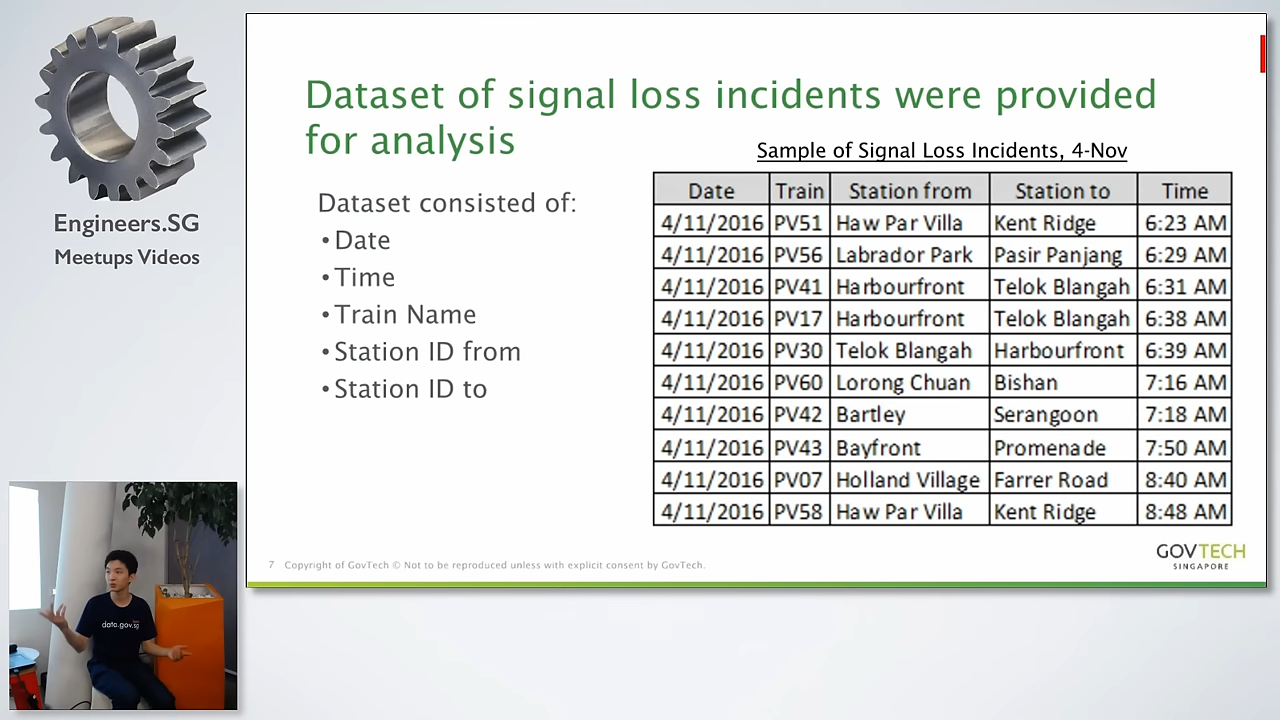 Engineers.SG
Meetups Videos
Dataset of signal loss incidents were provided
for analysis
Dataset consisted of:
•Date
•Time
•Train Name
•Station ID from
•Station ID to
Sample of Signal Loss Incidents, 4-Nov
Date Train Station from Station to Time
4/11/2016 PV51 Haw Par Villa Kent Ridge 6:23 AM
4/11/2016 PV56 Labrador Park Pasir Panjang 6:29 AM
4/11/2016 PV41 Harbourfront Telok Blangah 6:31 AM
4/11/2016 PV17 Harbourfront Telok Blangah 6:38 AM
4/11/2016 PV30 Telok Blangah Harbourfront 6:39 AM
4/11/2016 PV60 Lorong Chuan Bishan 7:16 AM
4/11/2016 PV42 Bartley Serangoon 7:18 AM
4/11/2016 PV43 Bayfront Promenade 7:50 AM
4/11/2016 PV07 Holland Village Farrer Road 8:40 AM
4/11/2016 PV58 Haw Par Villa Kent Ridge 8:48 AM
7 Copyright of GovTech © Not to be reproduced unless with explicit consent by GovTech.
GOVTECH
SINGAPORE
data.gov.sg